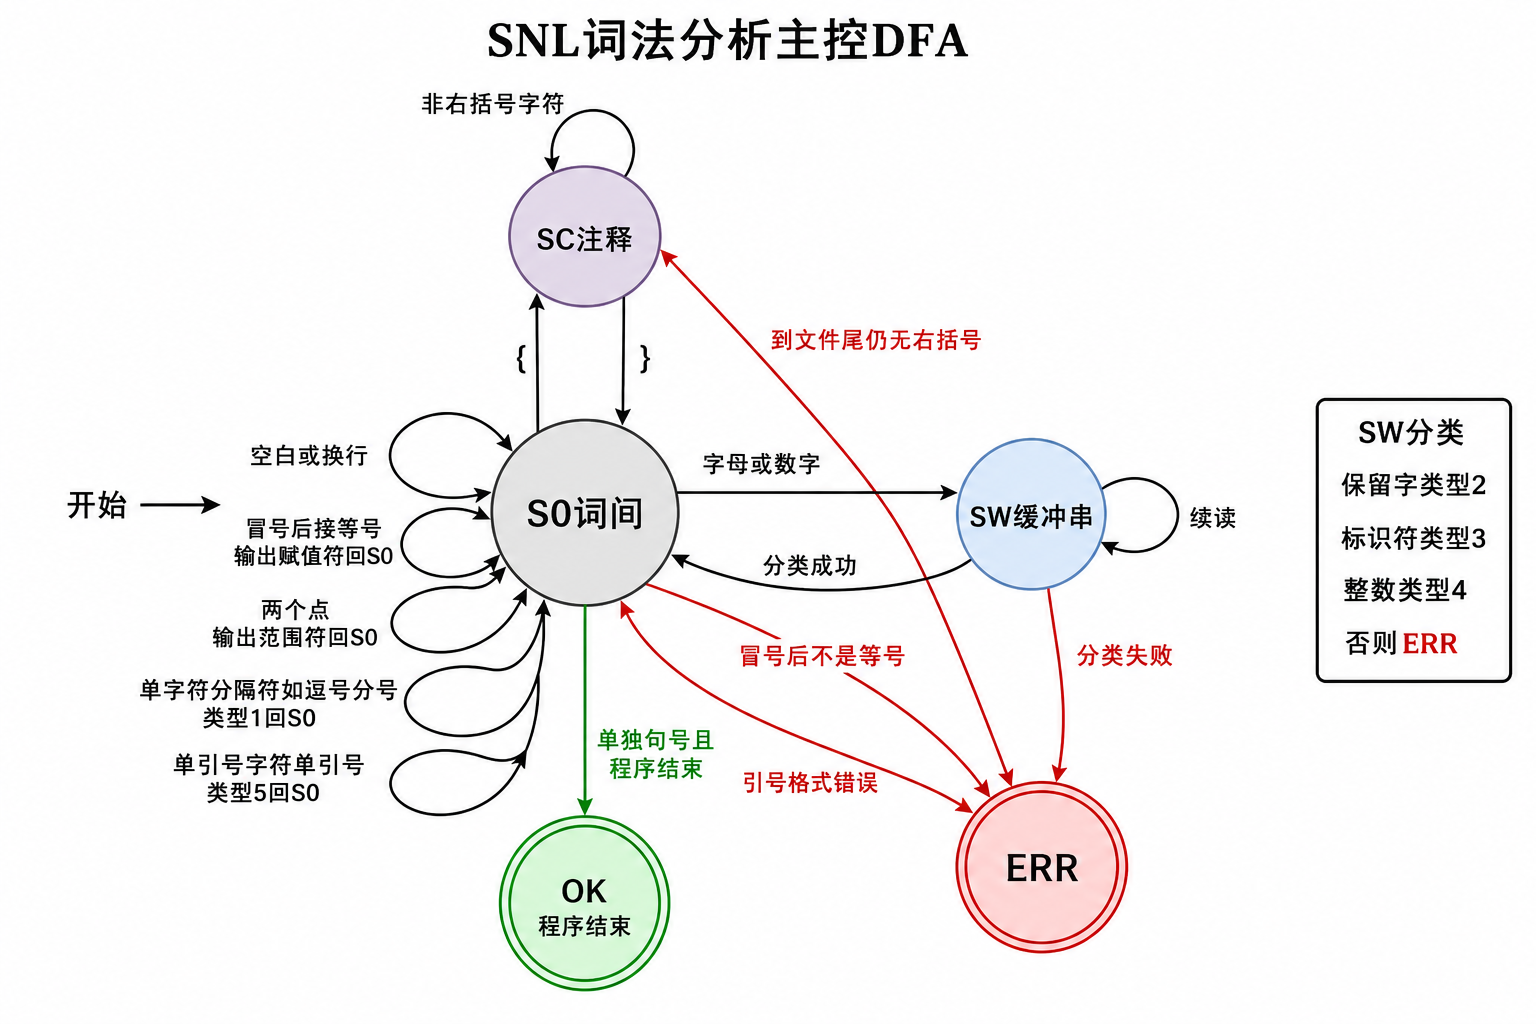 SNL词法分析主控DFA
非右括号字符
SC注释
{
}
到文件尾仍无右括号
空白或换行
字母或数字
开始
S0词间
SW缓冲串
续读
冒号后接等号
输出赋值符回S0
分类成功
两个点
输出范围符回S0
冒号后不是等号
分类失败
单字符分隔符如逗号分号
类型1回S0
单独句号且
程序结束
单引号字符单引号
类型5回S0
引号格式错误
OK
程序结束
ERR
SW分类
保留字类型2
标识符类型3
整数类型4
否则ERR